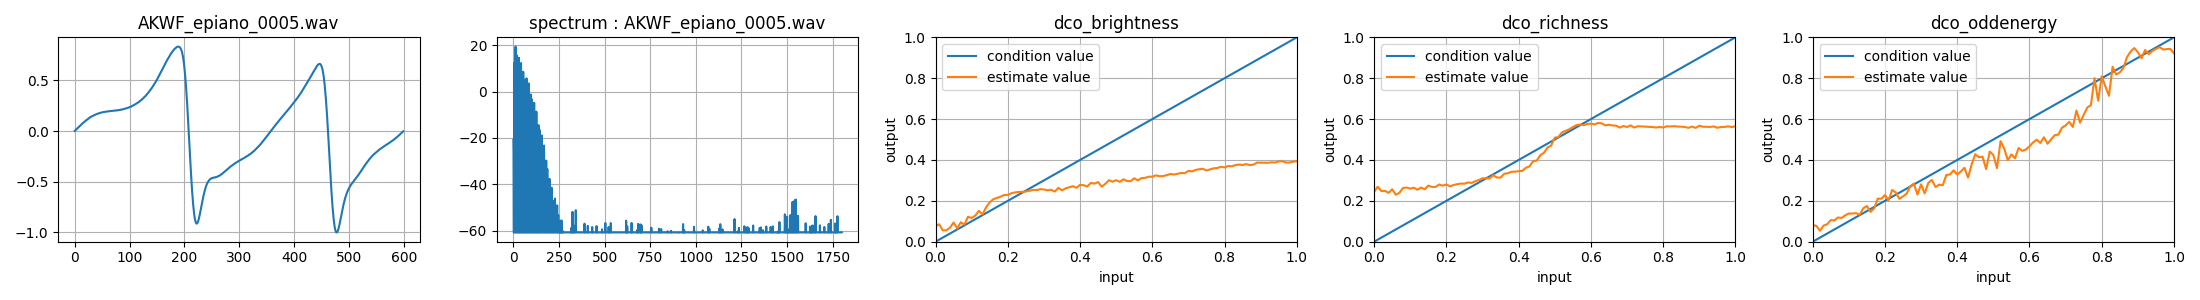 AKWF_epiano_0005.wav
0.5
0.0
−0.5
−1.0
0 100 200 300 400 500 600
spectrum : AKWF_epiano_0005.wav
20
0
−20
−40
−60
0 250 500 750 1000 1250 1500 1750
dco_brightness
condition value
estimate value
output
1.0
0.8
0.6
0.4
0.2
0.0
0.0 0.2 0.4 0.6 0.8 1.0
input
dco_richness
condition value
estimate value
output
1.0
0.8
0.6
0.4
0.2
0.0
0.0 0.2 0.4 0.6 0.8 1.0
input
dco_oddenergy
condition value
estimate value
output
1.0
0.8
0.6
0.4
0.2
0.0
0.0 0.2 0.4 0.6 0.8 1.0
input